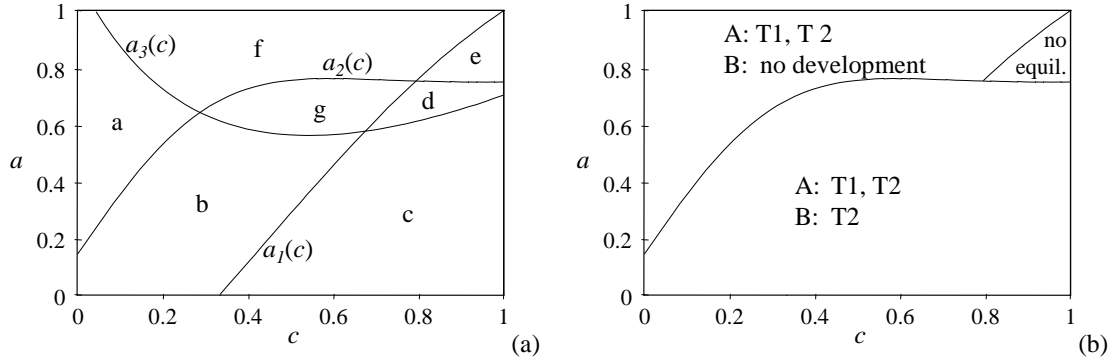 1
0.8
0.6
a
0.4
0.2
0
0 0.2 0.4 0.6 0.8 1
c
(a)
a3(c)
f
e
a2(c)
a
g
d
b
c
a1(c)
1
0.8
0.6
a
0.4
0.2
0
0 0.2 0.4 0.6 0.8 1
c
(b)
A: T1, T 2
B: no development
no
equil.
A: T1, T2
B: T2